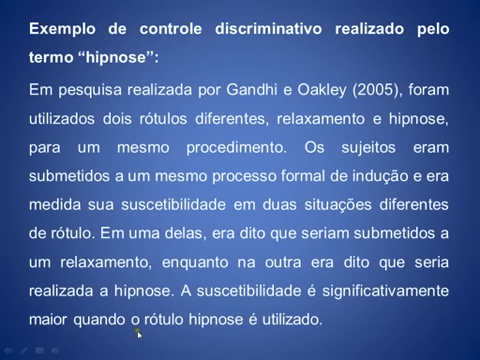 Exemplo de controle discriminativo realizado pelo
termo “hipnose”:
Em pesquisa realizada por Gandhi e Oakley (2005), foram
utilizados dois rótulos diferentes, relaxamento e hipnose,
para um mesmo procedimento. Os sujeitos eram
submetidos a um mesmo processo formal de indução e era
medida sua suscetibilidade em duas situações diferentes
de rótulo. Em uma delas, era dito que seriam submetidos a
um relaxamento, enquanto na outra era dito que seria
realizada a hipnose. A suscetibilidade é significativamente
maior quando o rótulo hipnose é utilizado.